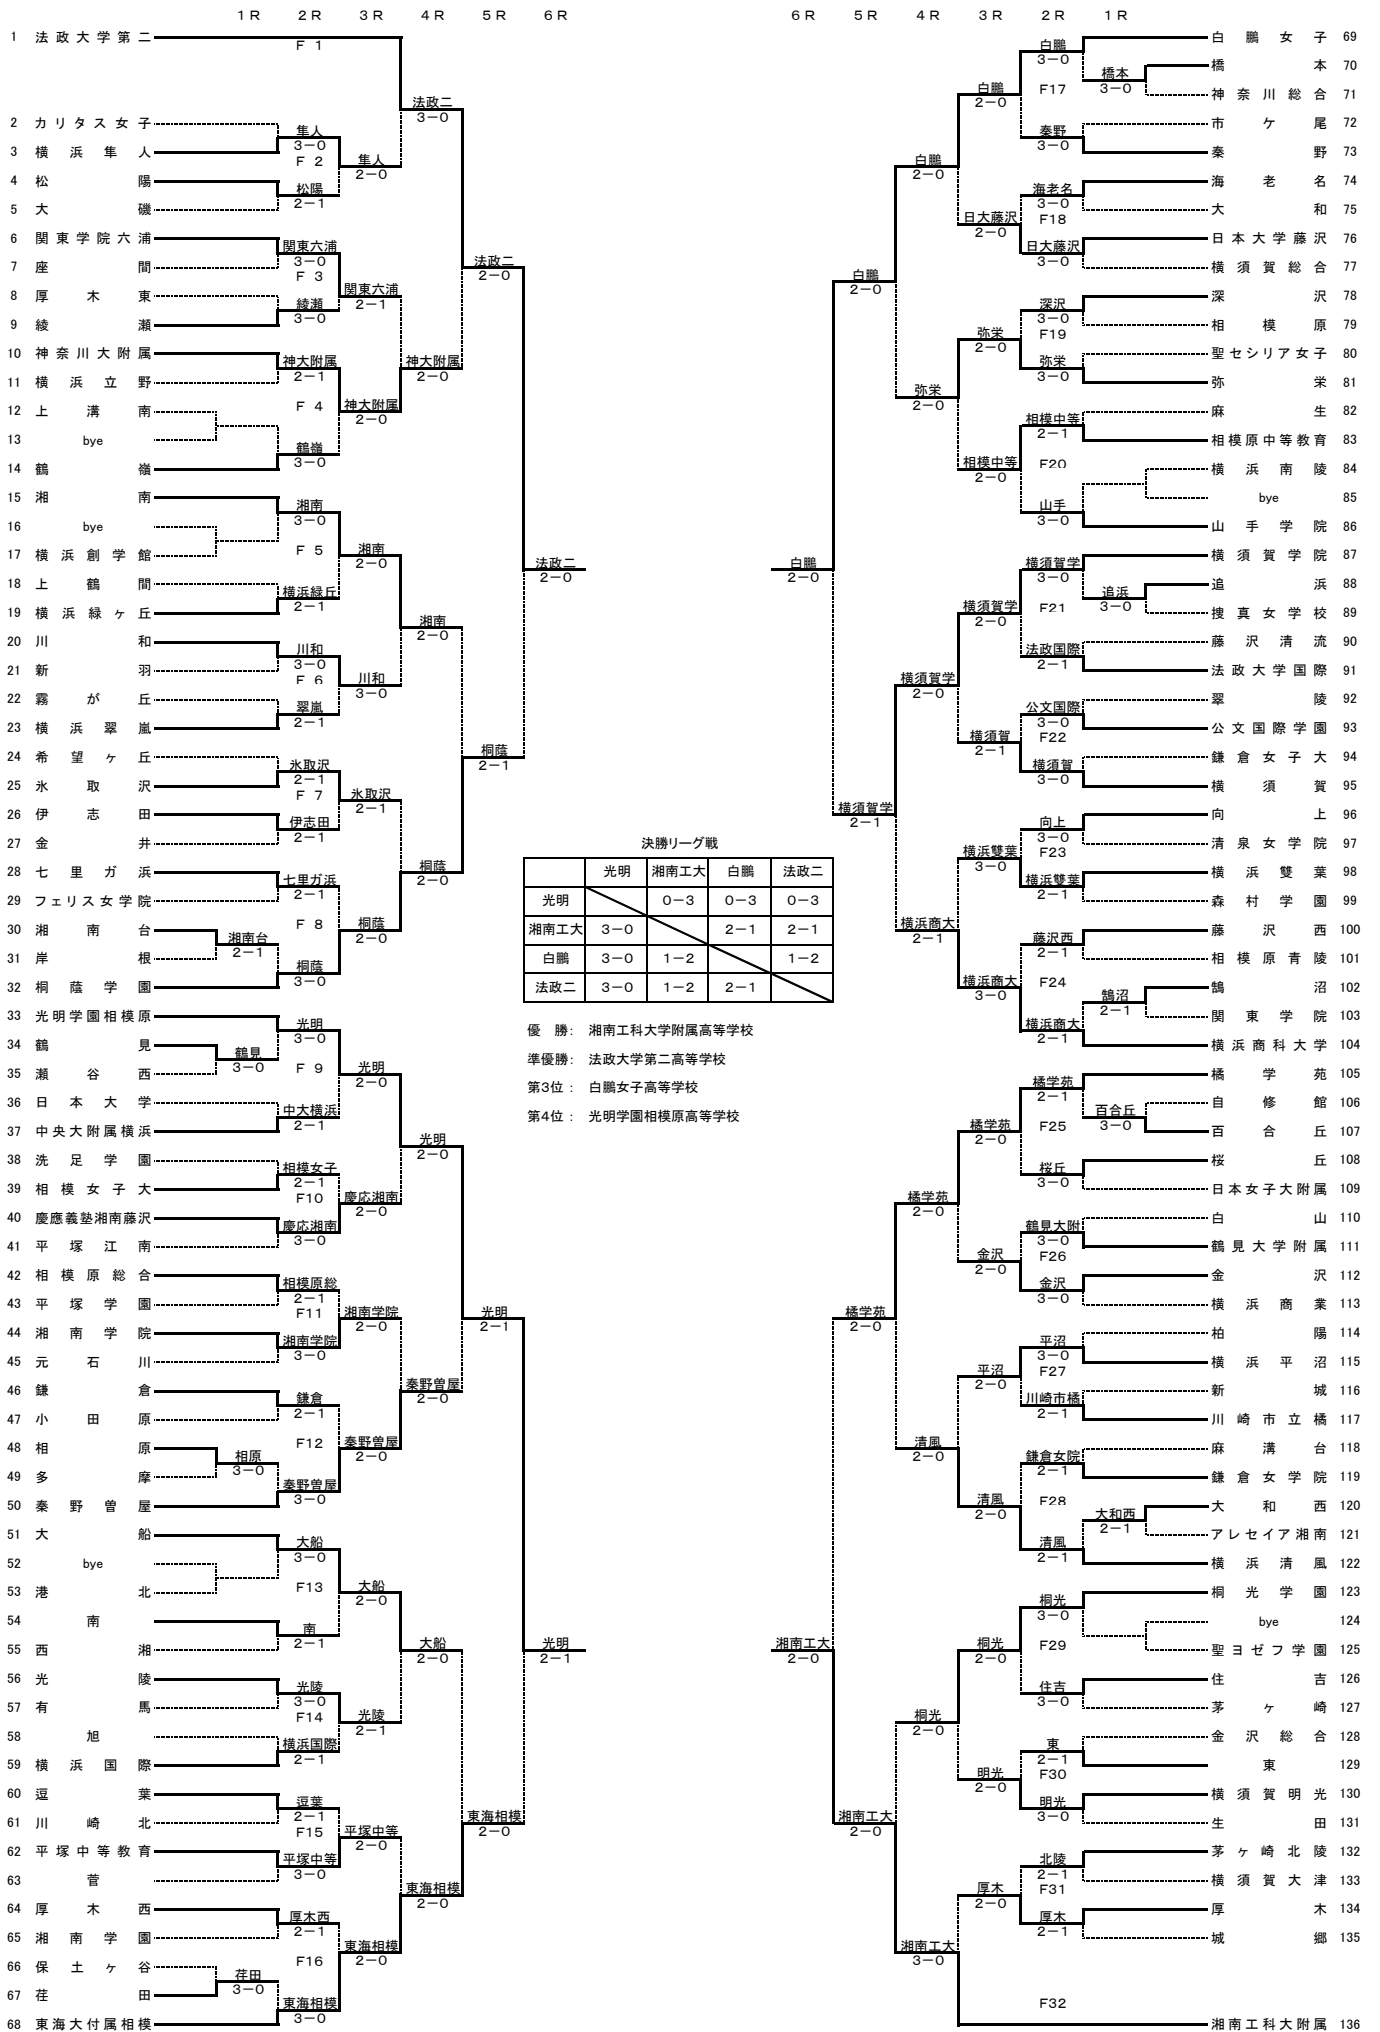 1R 2R 3R 4R 5R 6R
1 法政大学第二
F 1
法政二
3-0
2 カリタス女子
隼人
3-0
3 横浜隼人
F 2
隼人
2-0
4 松陽
松陽
2-1
5 大磯
6 関東学院六浦
関東六浦
3-0
法政二
2-0
7 座間
F 3
関東六浦
2-1
8 厚木東
綾瀬
3-0
9 綾瀬
10 神奈川大附属
神大附属
2-1
神大附属
2-0
11 横浜立野
F 4
神大附属
2-0
12 上溝南
13 bye
鶴嶺
3-0
14 鶴嶺
15 湘南
湘南
3-0
16 bye
F 5
湘南
2-0
法政二
2-0
17 横浜創学館
18 上鶴間
横浜緑丘
2-1
19 横浜緑ヶ丘
湘南
2-0
20 川和
川和
3-0
21 新羽
F 6
川和
3-0
22 霧が丘
翠嵐
2-1
23 横浜翠嵐
24 希望ヶ丘
氷取沢
2-1
桐蔭
2-1
25 氷取沢
F 7
氷取沢
2-1
26 伊志田
伊志田
2-1
27 金井
28 七里ガ浜
七里ガ浜
2-1
桐蔭
2-0
29 フェリス女学院
F 8
桐蔭
2-0
30 湘南台
湘南台
2-1
31 岸根
桐蔭
3-0
32 桐蔭学園
33 光明学園相模原
光明
3-0
34 鶴見
鶴見
3-0
F 9
光明
2-0
35 瀬谷西
36 日本大学
中大横浜
2-1
37 中央大附属横浜
光明
2-0
38 洗足学園
相模女子
2-1
39 相模女子大
F10
慶応湘南
2-0
40 慶應義塾湘南藤沢
慶応湘南
3-0
41 平塚江南
42 相模原総合
相模原総
2-1
光明
2-1
43 平塚学園
F11
湘南学院
2-0
44 湘南学院
湘南学院
3-0
45 元石川
46 鎌倉
鎌倉
2-1
秦野曽屋
2-0
47 小田原
F12
秦野曽屋
2-0
48 相原
相原
3-0
49 多摩
秦野曽屋
3-0
50 秦野曽屋
51 大船
大船
3-0
52 bye
F13
大船
2-0
53 港北
54 南
南
2-1
光明
2-1
55 西湘
大船
2-0
56 光陵
光陵
3-0
57 有馬
F14
光陵
2-1
58 旭
横浜国際
2-1
59 横浜国際
60 逗葉
逗葉
2-1
東海相模
2-0
61 川崎北
F15
平塚中等
2-0
62 平塚中等教育
平塚中等
3-0
63 菅
東海相模
2-0
64 厚木西
厚木西
2-1
65 湘南学園
F16
東海相模
2-0
66 保土ヶ谷
荏田
3-0
67 荏田
東海相模
3-0
68 東海大付属相模
決勝リーグ戦
光明 湘南工大 白鵬 法政二
光明 0-3 0-3 0-3
湘南工大 3-0 2-1 2-1
白鵬 3-0 1-2 1-2
法政二 3-0 1-2 2-1
優　勝： 湘南工科大学附属高等学校
準優勝： 法政大学第二高等学校
第3位： 白鵬女子高等学校
第4位： 光明学園相模原高等学校
6R 5R 4R 3R 2R 1R
白鵬女子 69
白鵬
3-0
橋本 70
橋本
3-0
F17
白鵬
2-0
神奈川総合 71
市ケ尾 72
秦野
3-0
秦野 73
白鵬
2-0
海老名 74
海老名
3-0
大和 75
F18
日大藤沢
2-0
日本大学藤沢 76
日大藤沢
3-0
横須賀総合 77
白鵬
2-0
深沢 78
深沢
3-0
相模原 79
F19
弥栄
2-0
聖セシリア女子 80
弥栄
3-0
弥栄 81
弥栄
2-0
麻生 82
相模中等
2-1
相模原中等教育 83
F20
相模中等
2-0
横浜南陵 84
bye 85
山手
3-0
山手学院 86
白鵬
2-0
横須賀学院 87
横須賀学
3-0
追浜 88
追浜
3-0
F21
横須賀学
2-0
捜真女学校 89
藤沢清流 90
法政国際
2-1
法政大学国際 91
横須賀学
2-0
翠陵 92
公文国際
3-0
公文国際学園 93
F22
横須賀
2-1
鎌倉女子大 94
横須賀
3-0
横須賀 95
横須賀学
2-1
向上 96
向上
3-0
清泉女学院 97
F23
横浜雙葉
3-0
横浜雙葉 98
横浜雙葉
2-1
森村学園 99
横浜商大
2-1
藤沢西 100
藤沢西
2-1
相模原青陵 101
F24
横浜商大
3-0
鵠沼 102
鵠沼
2-1
関東学院 103
横浜商大
2-1
横浜商科大学 104
橘学苑 105
橘学苑
2-1
自修館 106
百合丘
3-0
F25
橘学苑
2-0
百合丘 107
桜丘 108
桜丘
3-0
日本女子大附属 109
橘学苑
2-0
白山 110
鶴見大附
3-0
鶴見大学附属 111
F26
金沢
2-0
金沢 112
金沢
3-0
横浜商業 113
橘学苑
2-0
柏陽 114
平沼
3-0
横浜平沼 115
F27
平沼
2-0
新城 116
川崎市橘
2-1
川崎市立橘 117
清風
2-0
麻溝台 118
鎌倉女院
2-1
鎌倉女学院 119
F28
清風
2-0
大和西 120
大和西
2-1
アレセイア湘南 121
清風
2-1
横浜清風 122
桐光学園 123
桐光
3-0
bye 124
F29
桐光
2-0
聖ヨゼフ学園 125
湘南工大
2-0
住吉 126
住吉
3-0
茅ヶ崎 127
桐光
2-0
金沢総合 128
東
2-1
東 129
F30
明光
2-0
横須賀明光 130
明光
3-0
生田 131
湘南工大
2-0
茅ヶ崎北陵 132
北陵
2-1
横須賀大津 133
F31
厚木
2-0
厚木 134
厚木
2-1
城郷 135
湘南工大
3-0
F32
湘南工科大附属 136